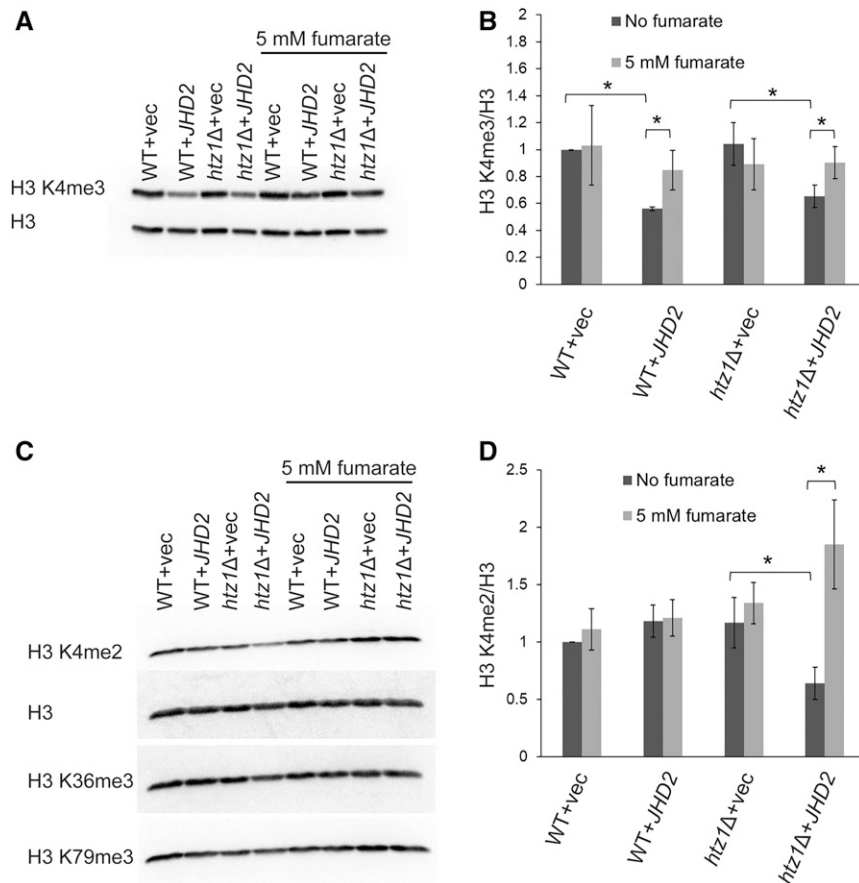 A
5 mm fumarate
WT+vec
WT+JHD2
htz1Δ+vec
htz1Δ+JHD2
WT+vec
WT+JHD2
htz1Δ+vec
htz1Δ+JHD2
H3 K4me3
H3
B
H3 K4me3/H3
2
1.8
1.6
1.4
1.2
1
0.8
0.6
0.4
0.2
0
No fumarate
5 mM fumarate
*
*
*
*
WT+vec
WT+JHD2
htz1Δ+vec
htz1Δ+JHD2
C
5 mM fumarate
WT+vec
WT+JHD2
htz1Δ+vec
htz1Δ+JHD2
WT+vec
WT+JHD2
htz1Δ+vec
htz1Δ+JHD2
H3 K4me2
H3
H3 K36me3
H3 K79me3
D
H3 K4me2/H3
2.5
2
1.5
1
0.5
0
No fumarate
5 mM fumarate
*
*
WT+vec
WT+JHD2
htz1Δ+vec
htz1Δ+JHD2